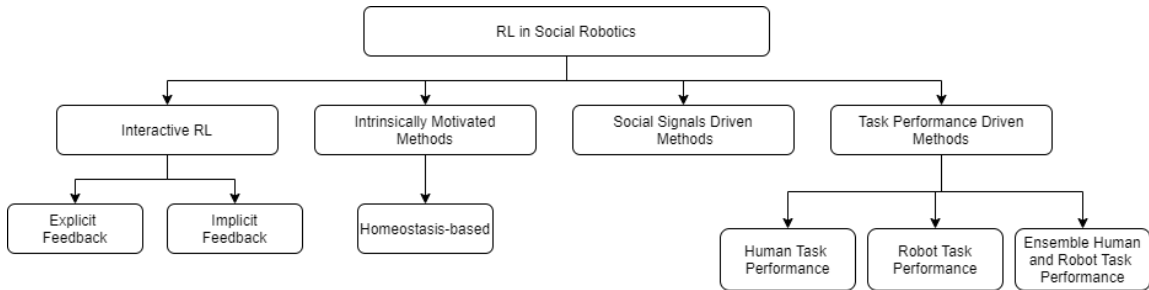 RL in Social Robotics
Interactive RL
Intrinsically Motivated
Methods
Social Signals Driven
Methods
Task Performance Driven
Methods
Explicit
Feedback
Implicit
Feedback
Homeostasis-based
Human Task
Performance
Robot Task
Performance
Ensemble Human
and Robot Task
Performance